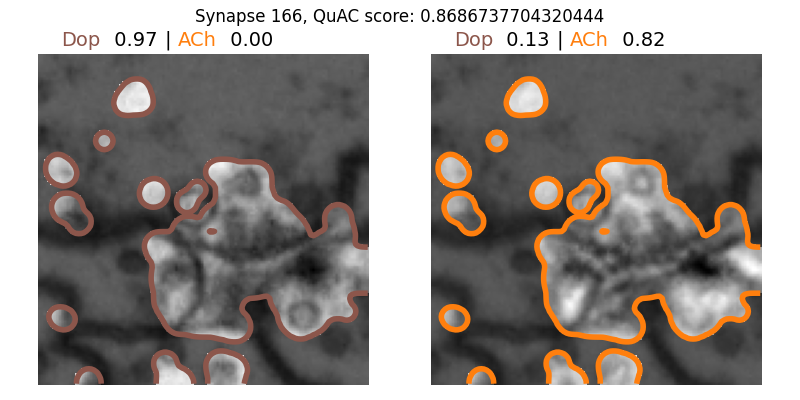 Synapse 166, QuAC score: 0.8686737704320444
Dop 0.97 | ACh 0.00
Dop 0.13 | ACh 0.82